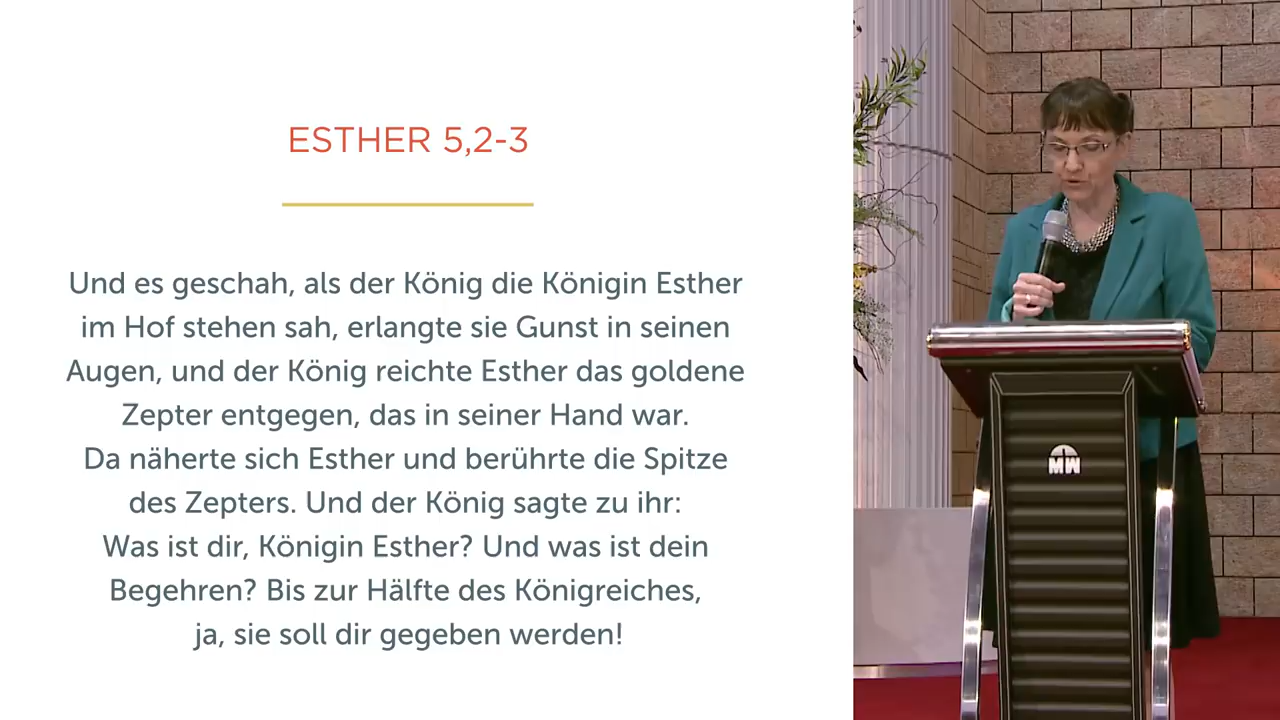 ESTHER 5,2-3
Und es geschah, als der König die Königin Esther
im Hof stehen sah, erlangte sie Gunst in seinen
Augen, und der König reichte Esther das goldene
Zepter entgegen, das in seiner Hand war.
Da näherte sich Esther und berührte die Spitze
des Zepters. Und der König sagte zu ihr:
Was ist dir, Königin Esther? Und was ist dein
Begehren? Bis zur Hälfte des Königreiches,
ja, sie soll dir gegeben werden!
MW